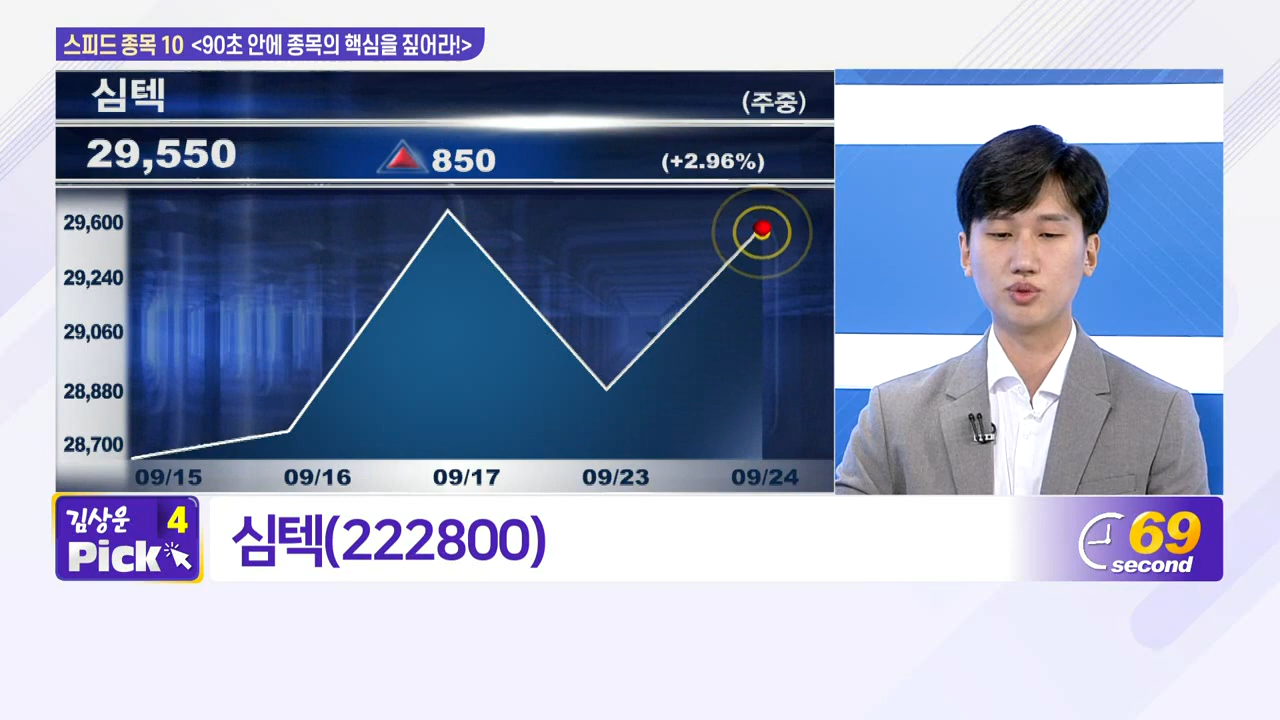 스피드 종목 10 <90초 안에 종목의 핵심을 짚어라!>
심텍
(주중)
29,550 ▲ 850 (+2.96%)
29,600
29,240
29,060
28,880
28,700
09/15 09/16 09/17 09/23 09/24
김상운 4
Pick
심텍(222800)
69
second